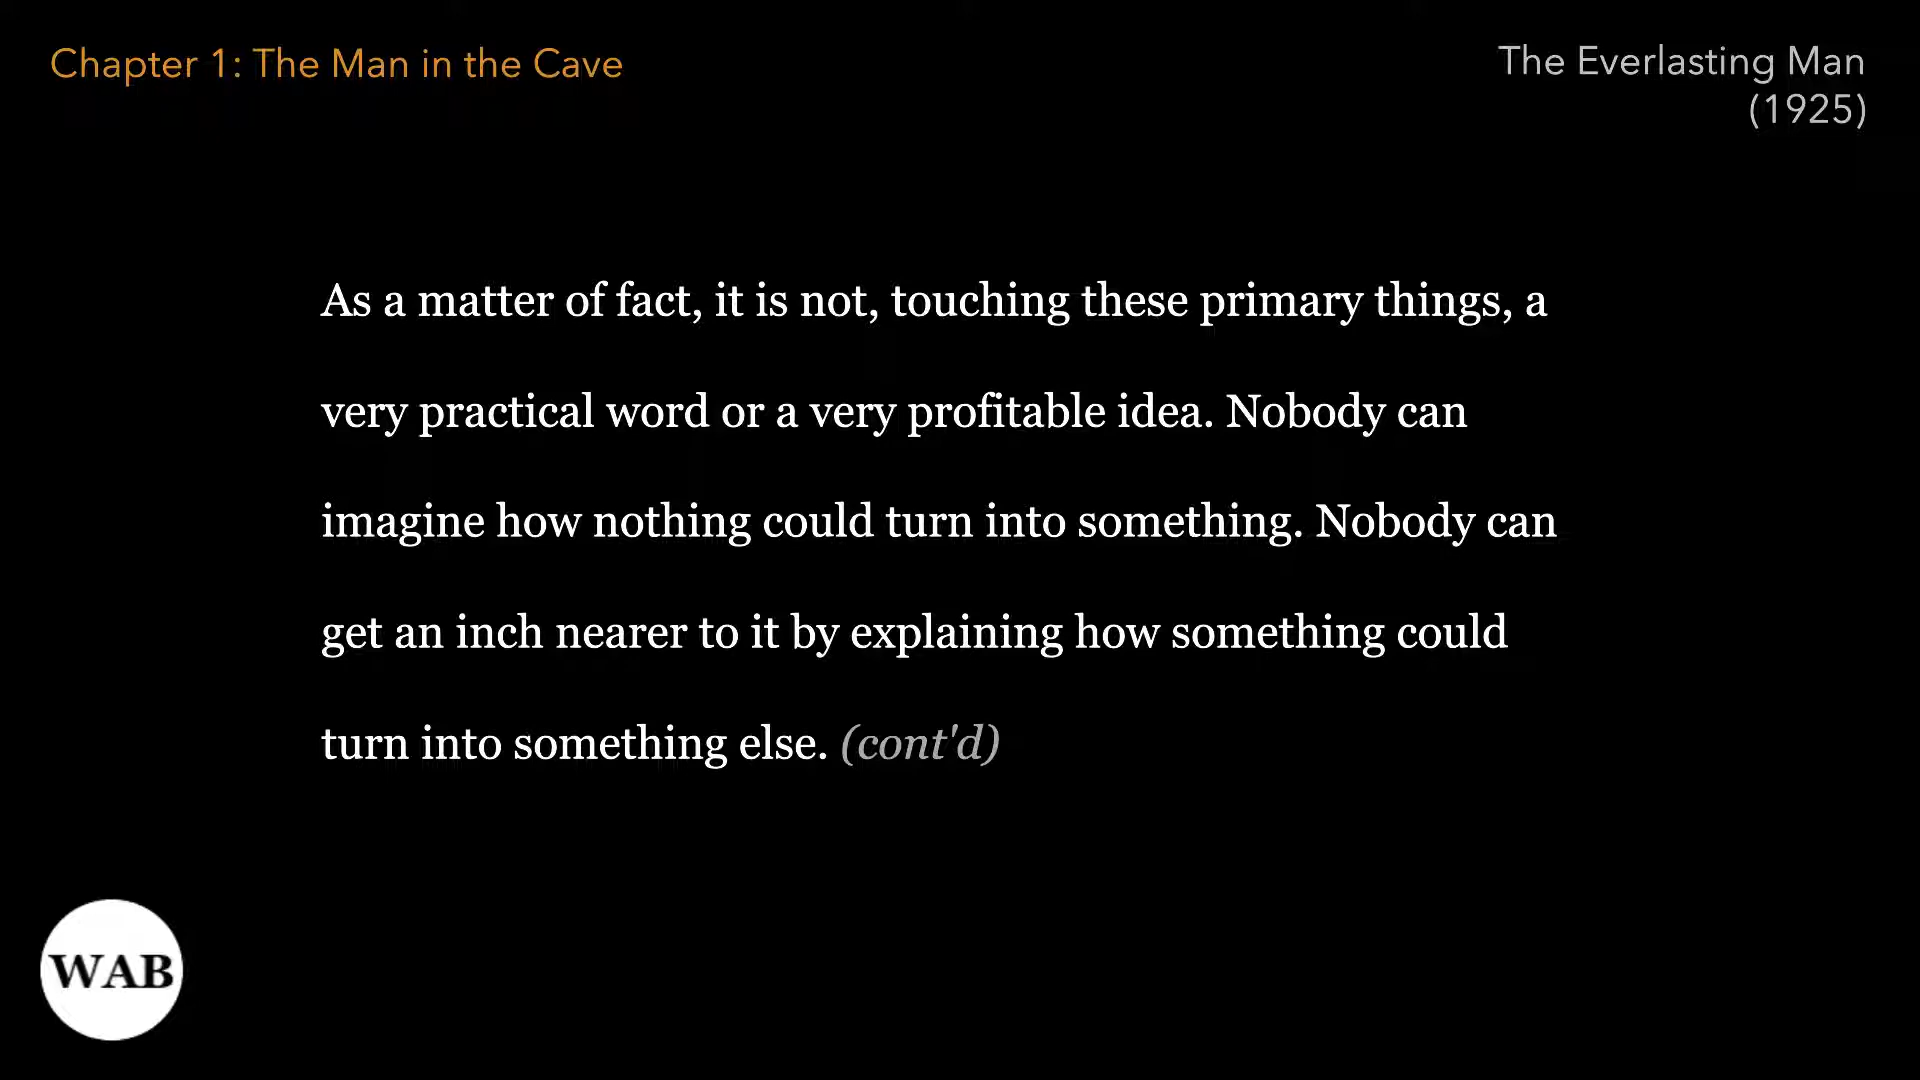 Chapter 1: The Man in the Cave
The Everlasting Man
(1925)
As a matter of fact, it is not, touching these primary things, a
very practical word or a very profitable idea. Nobody can
imagine how nothing could turn into something. Nobody can
get an inch nearer to it by explaining how something could
turn into something else. (cont'd)
WAB